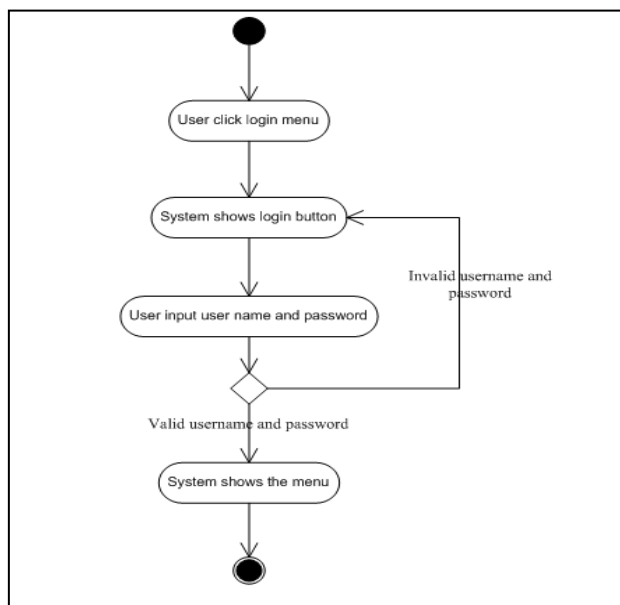 User click login menu
System shows login button
Invalid username and
password
User input user name and password
Valid username and password
System shows the menu